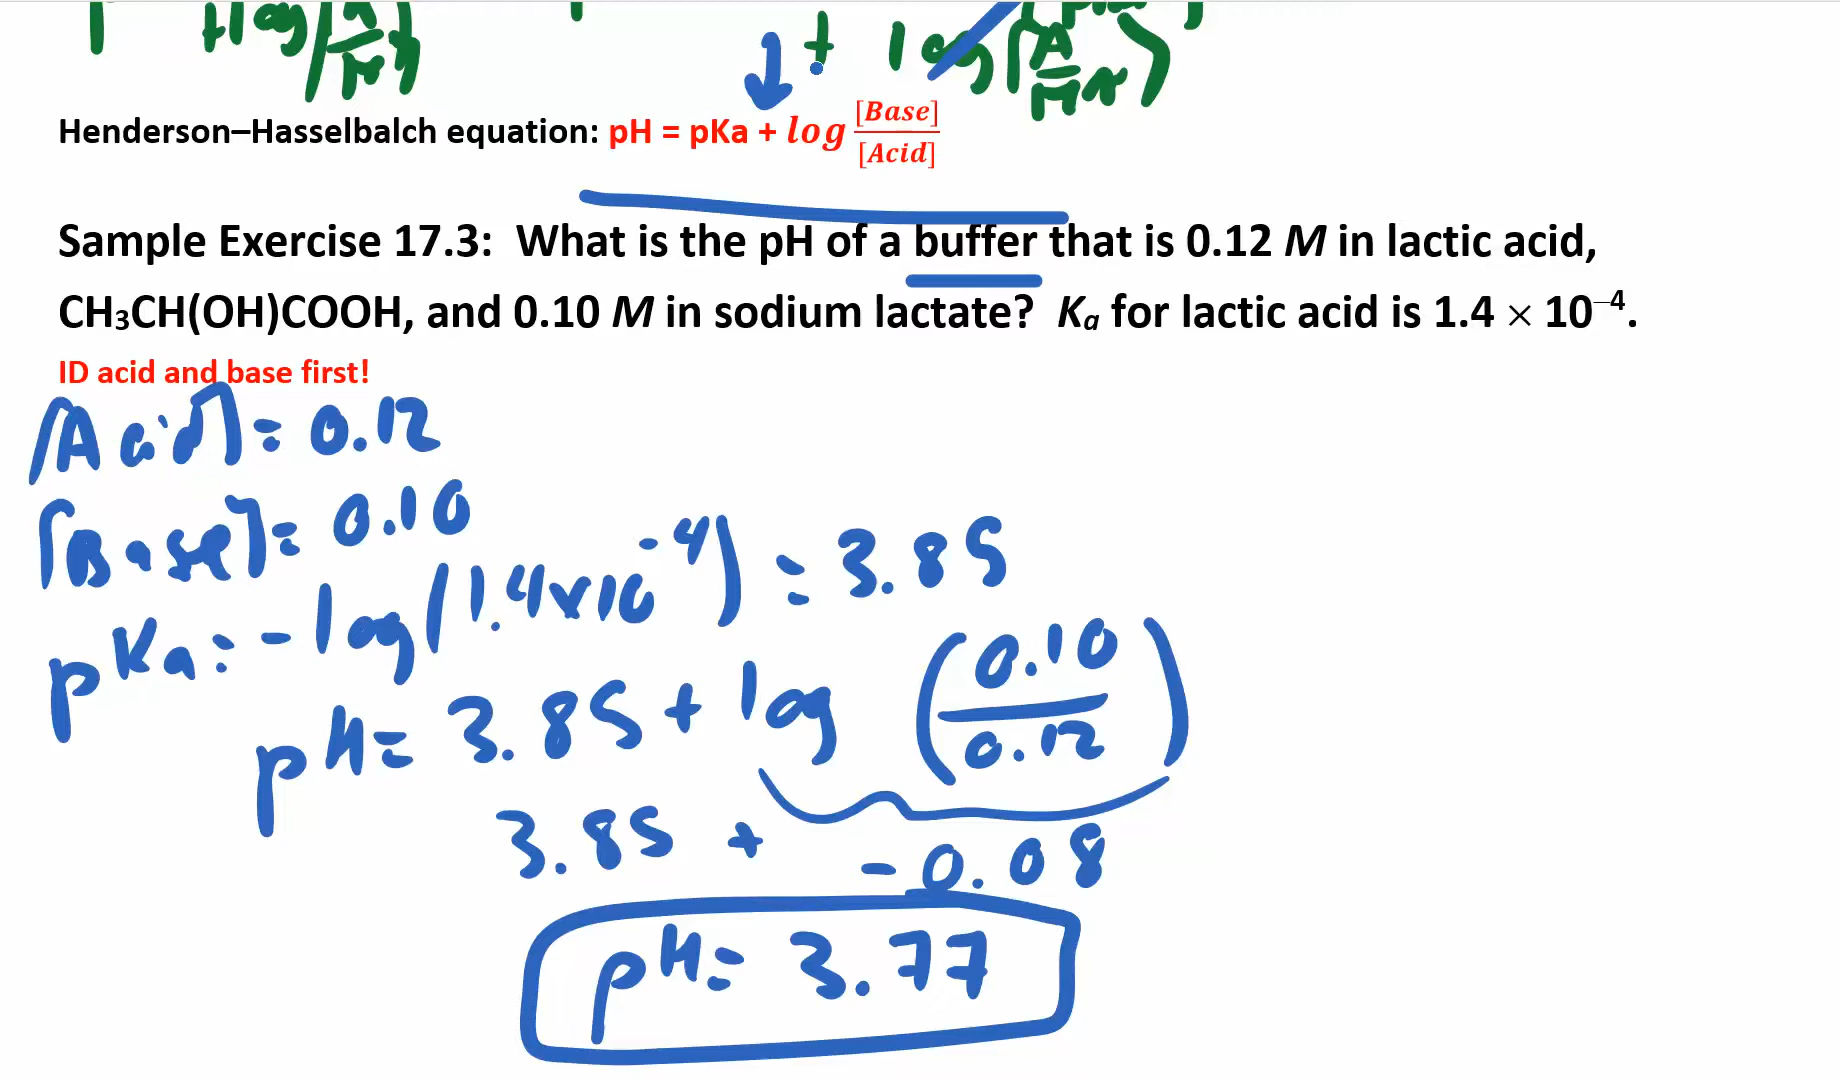 +log(
+ log(
Henderson–Hasselbalch equation: pH = pKa + log [Base]/[Acid]
Sample Exercise 17.3: What is the pH of a buffer that is 0.12 M in lactic acid,
CH₃CH(OH)COOH, and 0.10 M in sodium lactate? Kₐ for lactic acid is 1.4 × 10⁻⁴.
ID acid and base first!
[Acid] = 0.12
[Base] = 0.10
pKa = -log(1.4x10⁻⁴) = 3.85
pH = 3.85 + log (0.10/0.12)
3.85 + -0.08
pH = 3.77